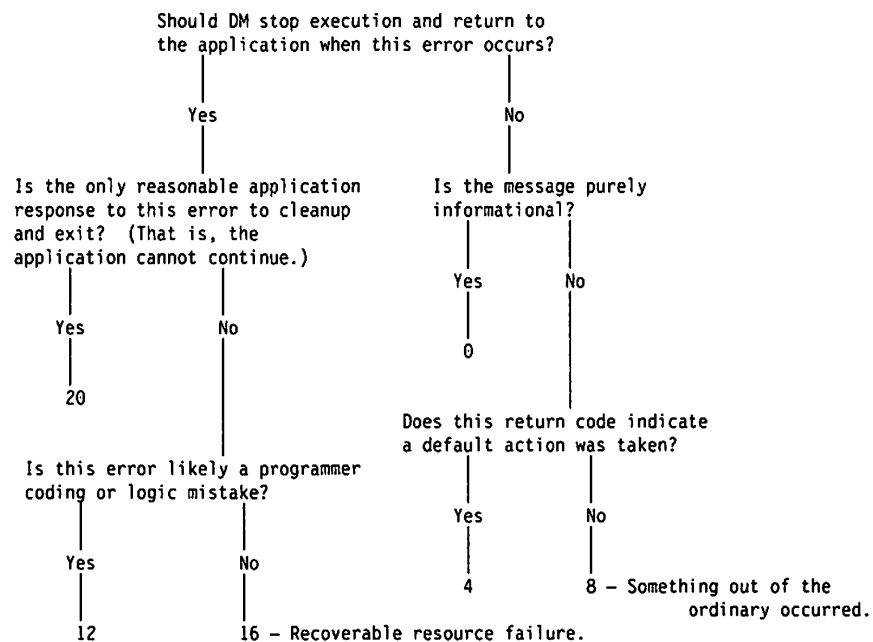 Should DM stop execution and return to
the application when this error occurs?
Yes
No
Is the only reasonable application
response to this error to cleanup
and exit? (That is, the
application cannot continue.)
Is the message purely
informational?
Yes
No
Yes
No
0
20
Does this return code indicate
a default action was taken?
Is this error likely a programmer
coding or logic mistake?
Yes
No
Yes
No
4
8 – Something out of the
ordinary occurred.
12
16 – Recoverable resource failure.